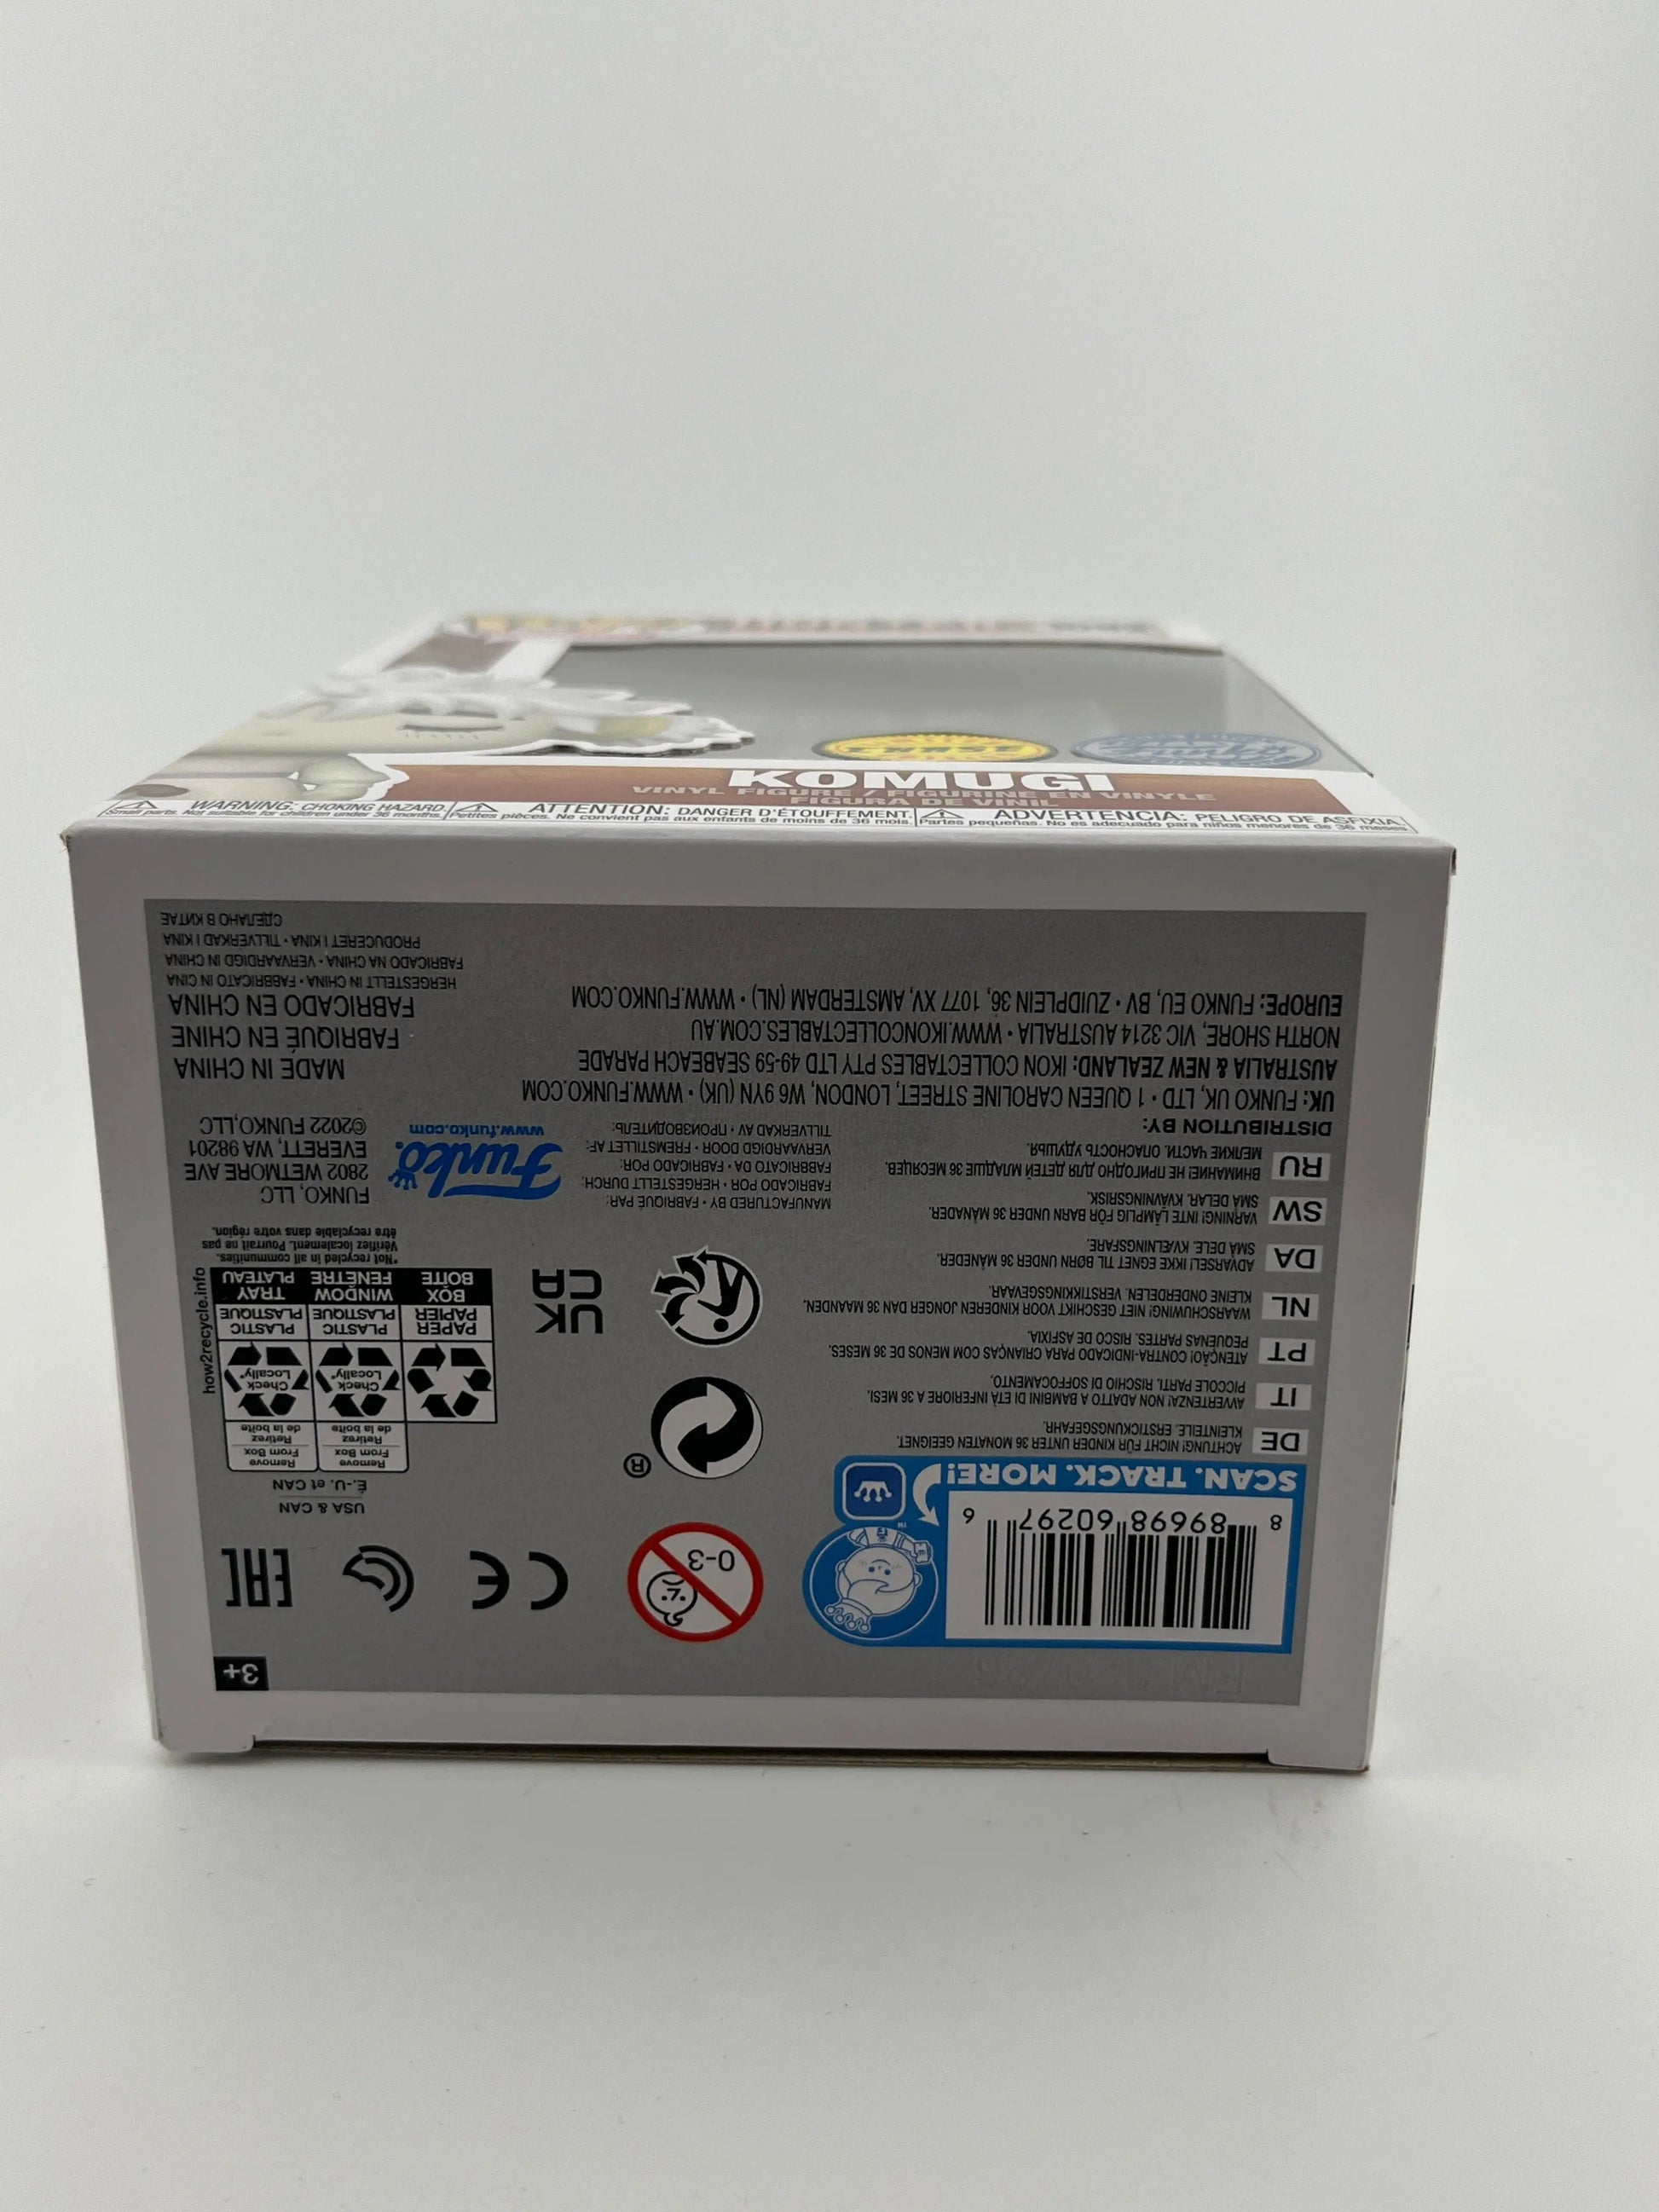 CHASE
KOMUGI
VINYL FIGURE / FIGURINE EN VINYLE
FIGURA DE VINIL
WARNING: CHOKING HAZARD.
Small parts. Not suitable for children under 36 months.
ATTENTION: DANGER D'ÉTOUFFEMENT.
Petites pièces. Ne convient pas aux enfants de moins de 36 mois.
ADVERTENCIA: PELIGRO DE ASFIXIA.
Partes pequeñas. No es adecuado para niños menores de 36 meses
3+
8 89698 60297 6
SCAN. TRACK. MORE!
TM
0-3
CE
EAC
USA & CAN
É.-U. et CAN
Remove
From Box
Retirez
de la boîte
Remove
From Box
Retirez
de la boîte
Check
Locally*
Check
Locally*
PAPER
PAPIER
BOX
BOÎTE
PLASTIC
PLASTIQUE
WINDOW
FENÊTRE
PLASTIC
PLASTIQUE
TRAY
PLATEAU
how2recycle.info
*Not recycled in all communities.
Vérifiez localement. Pourrait ne pas
être recyclable dans votre région.
®
UK
CA
DE ACHTUNG! NICHT FÜR KINDER UNTER 36 MONATEN GEEIGNET.
KLEINTEILE. ERSTICKUNGSGEFAHR.
IT AVVERTENZA! NON ADATTO A BAMBINI DI ETÀ INFERIORE A 36 MESI.
PICCOLE PARTI. RISCHIO DI SOFFOCAMENTO.
PT ATENÇÃO! CONTRA-INDICADO PARA CRIANÇAS COM MENOS DE 36 MESES.
PEQUENAS PARTES. RISCO DE ASFIXIA.
NL WAARSCHUWING! NIET GESCHIKT VOOR KINDEREN JONGER DAN 36 MAANDEN.
KLEINE ONDERDELEN. VERSTIKKINGSGEVAAR.
DA ADVARSEL! IKKE EGNET TIL BØRN UNDER 36 MÅNEDER.
SMÅ DELE. KVÆLNINGSFARE.
SW VARNING! INTE LÄMPLIG FÖR BARN UNDER 36 MÅNADER.
SMÅ DELAR. KVÄVNINGSRISK.
RU ВНИМАНИЕ! НЕ ПРИГОДНО ДЛЯ ДЕТЕЙ МЛАДШЕ 36 МЕСЯЦЕВ.
МЕЛКИЕ ЧАСТИ. ОПАСНОСТЬ УДУШЬЯ.
MANUFACTURED BY • FABRIQUÉ PAR:
FABRICADO POR • HERGESTELLT DURCH:
FABBRICATO DA • FABRICADO POR:
VERVAARDIGD DOOR • FREMSTILLET AF:
TILLVERKAD AV • ПРОИЗВОДИТЕЛЬ:
Funko®
www.funko.com
FUNKO, LLC
2802 WETMORE AVE
EVERETT, WA 98201
©2022 FUNKO,LLC
DISTRIBUTION BY:
UK: FUNKO UK, LTD • 1 QUEEN CAROLINE STREET, LONDON, W6 9YN (UK) • WWW.FUNKO.COM
AUSTRALIA & NEW ZEALAND: IKON COLLECTABLES PTY LTD 49-59 SEABEACH PARADE
NORTH SHORE, VIC 3214 AUSTRALIA • WWW.IKONCOLLECTABLES.COM.AU
EUROPE: FUNKO EU, BV • ZUIDPLEIN 36, 1077 XV, AMSTERDAM (NL) • WWW.FUNKO.COM
MADE IN CHINA
FABRIQUÉ EN CHINE
FABRICADO EN CHINA
HERGESTELLT IN CHINA • FABBRICATO IN CINA
FABRICADO NA CHINA • VERVAARDIGD IN CHINA
PRODUCERET I KINA • TILLVERKAD I KINA
СДЕЛАНО В КИТАЕ